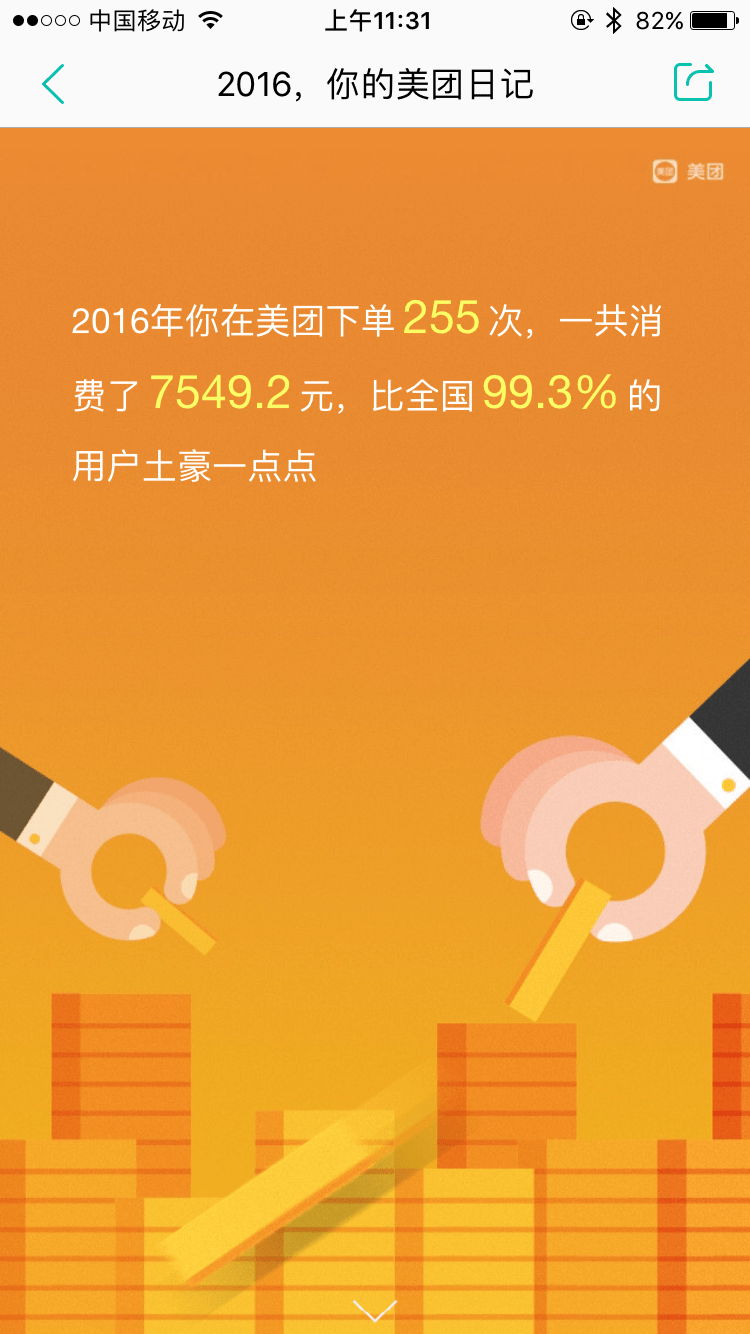 中国移动 上午11:31 82%
2016，你的美团日记
美团 美团
2016年你在美团下单 255 次，一共消
费了 7549.2 元，比全国 99.3% 的
用户土豪一点点